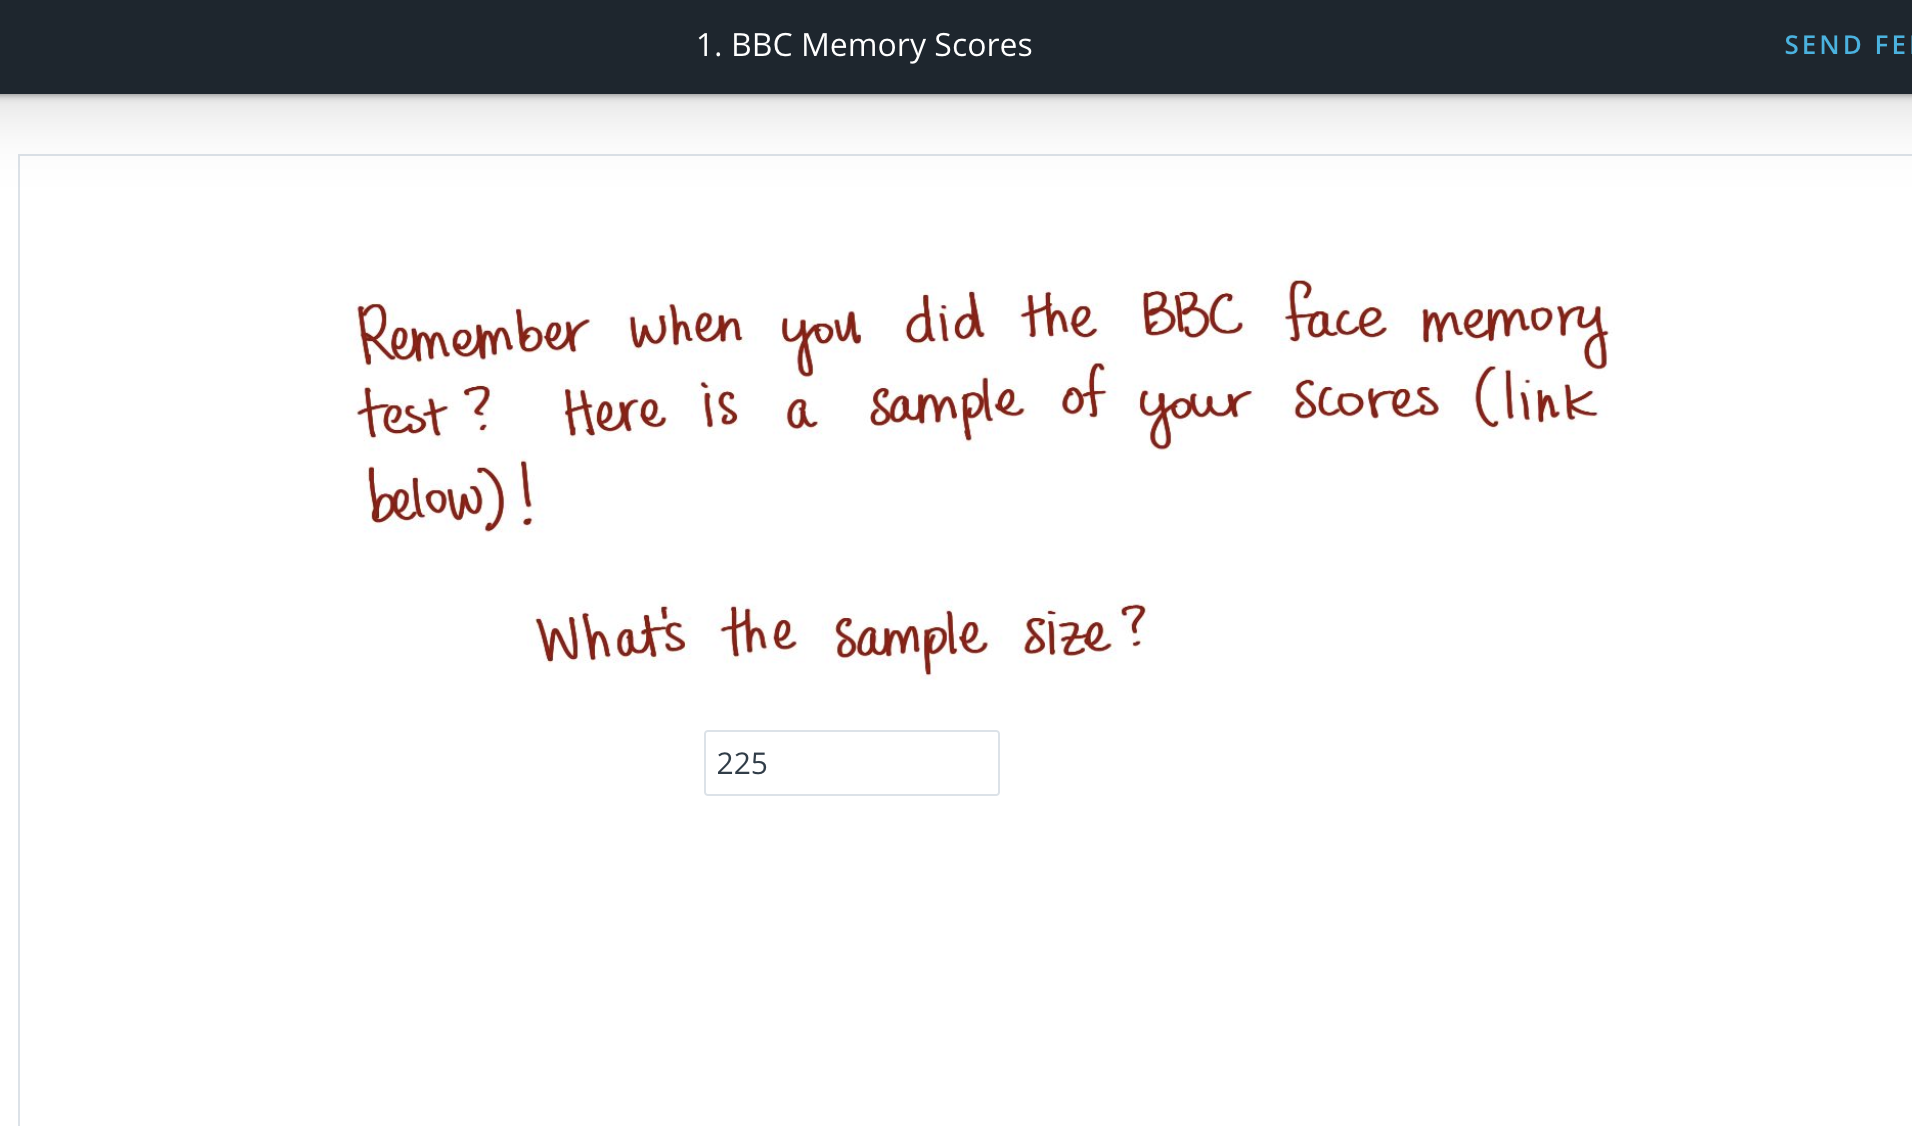 1. BBC Memory Scores
SEND FE
Remember when you did the BBC face memory
test? Here is a sample of your scores (link
below)!
What's the sample size?
225